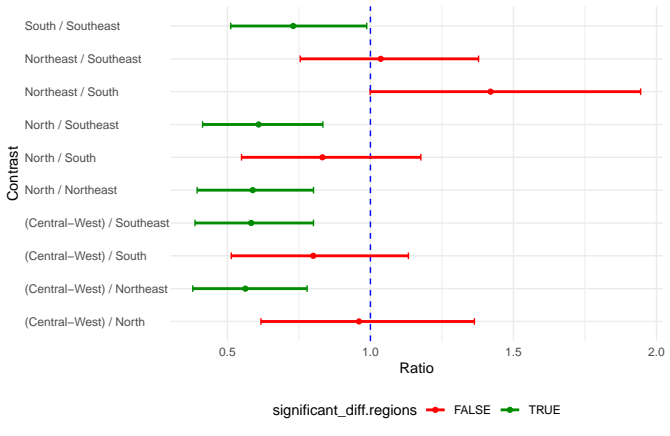 South / Southeast
Northeast / Southeast
Northeast / South
North / Southeast
North / South
North / Northeast
(Central−West) / Southeast
(Central−West) / South
(Central−West) / Northeast
(Central−West) / North
Contrast
0.5 1.0 1.5 2.0
Ratio
significant_diff.regions FALSE TRUE